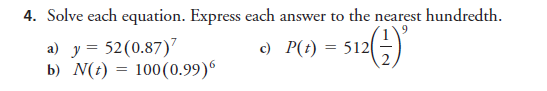 4. Solve each equation. Express each answer to the nearest hundredth.
a) y = 52(0.87)⁷ c) P(t) = 512(1/2)⁹
b) N(t) = 100(0.99)⁶